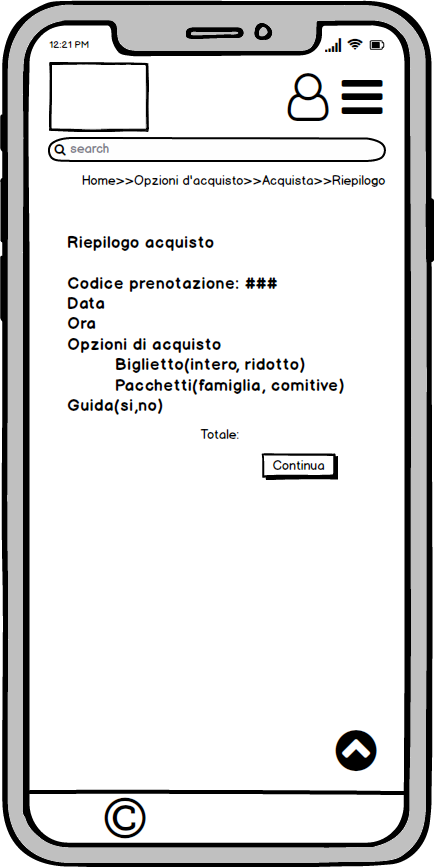 12:21 PM
search
Home>>Opzioni d'acquisto>>Acquista>>Riepilogo
Riepilogo acquisto
Codice prenotazione: ###
Data
Ora
Opzioni di acquisto
Biglietto(intero, ridotto)
Pacchetti(famiglia, comitive)
Guida(si,no)
Totale:
Continua
©